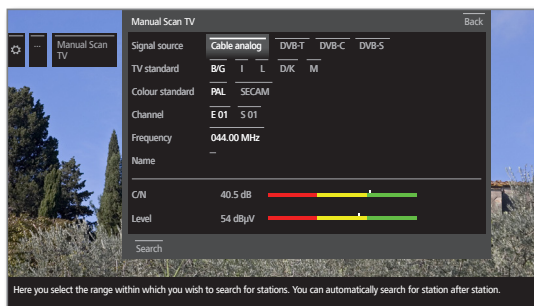 Manual Scan TV Back
... Manual Scan
TV
Signal source Cable analog DVB-T DVB-C DVB-S
TV standard B/G I L D/K M
Colour standard PAL SECAM
Channel E 01 S 01
Frequency 044.00 MHz
Name –
C/N 40.5 dB
Level 54 dBµV
Search
Here you select the range within which you wish to search for stations. You can automatically search for station after station.